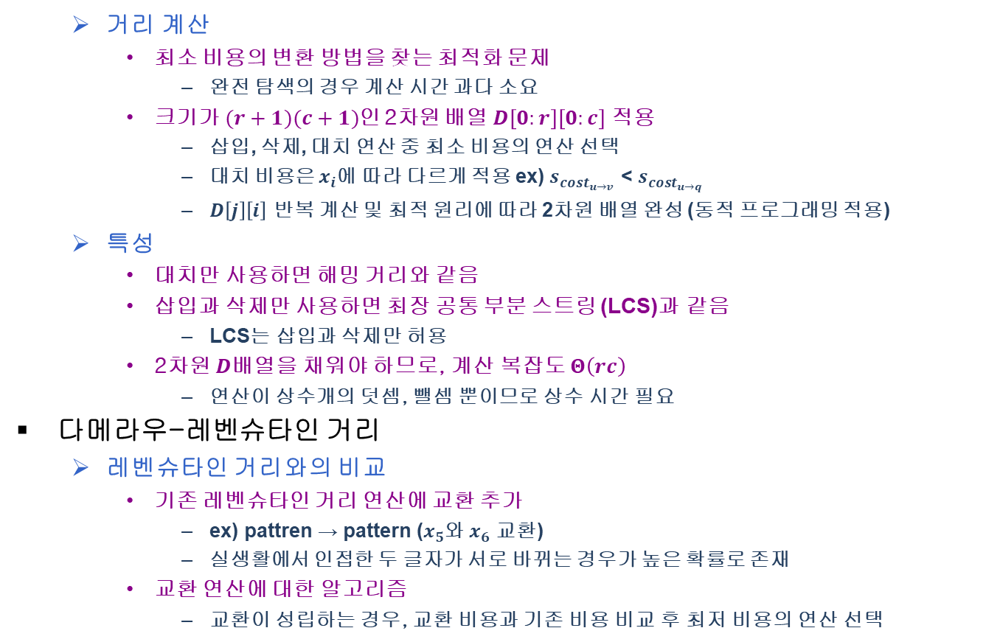 ➢ 거리 계산
• 최소 비용의 변환 방법을 찾는 최적화 문제
– 완전 탐색의 경우 계산 시간 과다 소요
• 크기가 (r + 1)(c + 1)인 2차원 배열 D[0: r][0: c] 적용
– 삽입, 삭제, 대치 연산 중 최소 비용의 연산 선택
– 대치 비용은 x_i에 따라 다르게 적용 ex) s_{cost_{u→v}} < s_{cost_{u→q}}
– D[j][i] 반복 계산 및 최적 원리에 따라 2차원 배열 완성 (동적 프로그래밍 적용)
➢ 특성
• 대치만 사용하면 해밍 거리와 같음
• 삽입과 삭제만 사용하면 최장 공통 부분 스트링 (LCS)과 같음
– LCS는 삽입과 삭제만 허용
• 2차원 D배열을 채워야 하므로, 계산 복잡도 Θ(rc)
– 연산이 상수개의 덧셈, 뺄셈 뿐이므로 상수 시간 필요
▪ 다메라우-레벤슈타인 거리
➢ 레벤슈타인 거리와의 비교
• 기존 레벤슈타인 거리 연산에 교환 추가
– ex) pattren → pattern (x_5와 x_6 교환)
– 실생활에서 인접한 두 글자가 서로 바뀌는 경우가 높은 확률로 존재
• 교환 연산에 대한 알고리즘
– 교환이 성립하는 경우, 교환 비용과 기존 비용 비교 후 최저 비용의 연산 선택